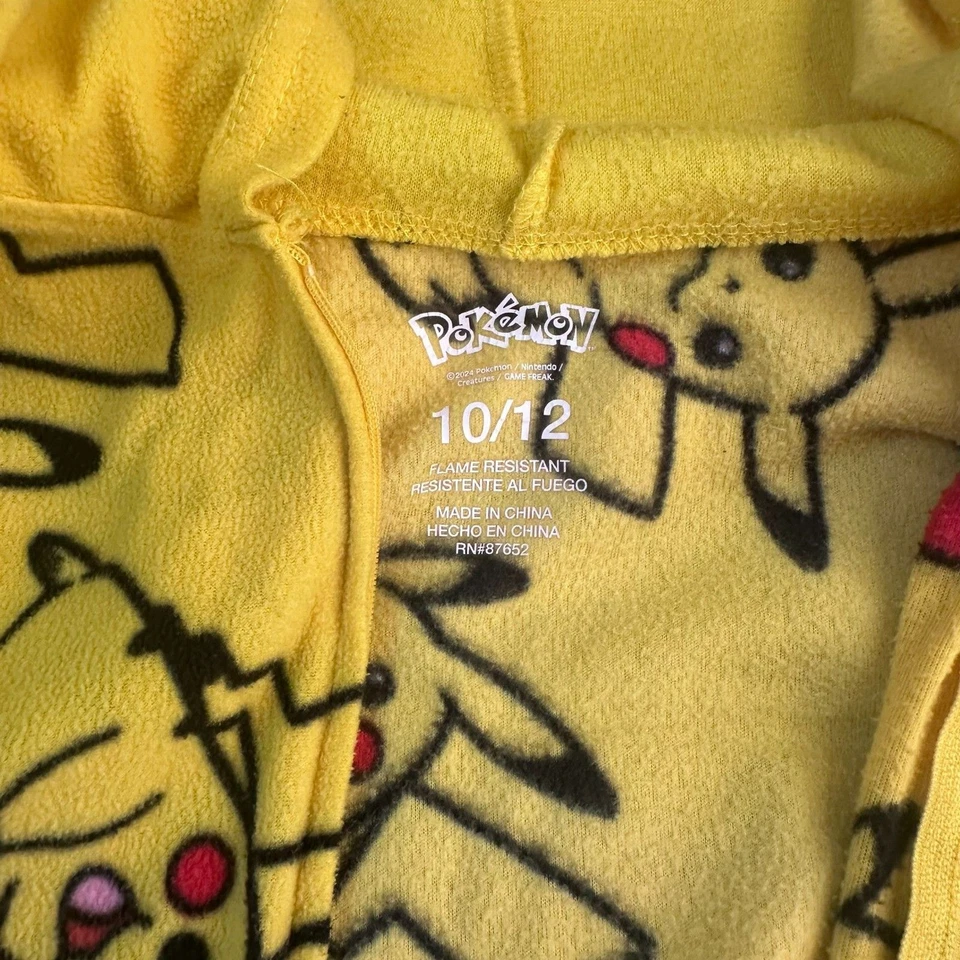 POKéMON
©2024 Pokémon / Nintendo /
Creatures / GAME FREAK.
10/12
FLAME RESISTANT
RESISTENTE AL FUEGO
MADE IN CHINA
HECHO EN CHINA
RN#87652